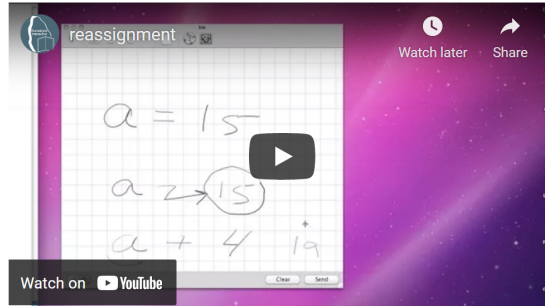 reassignment
Watch later
Share
a = 15
a → 15
a + 4 19
Watch on YouTube
Clear
Send